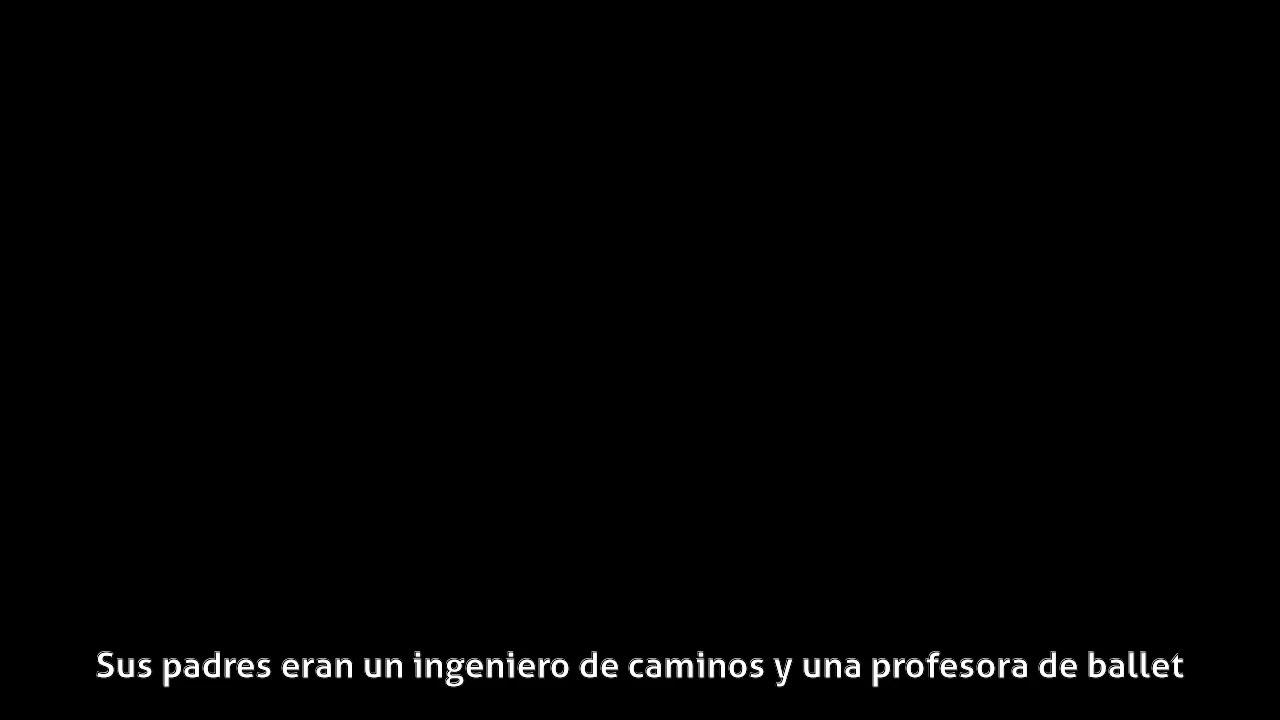 Sus padres eran un ingeniero de caminos y una profesora de ballet